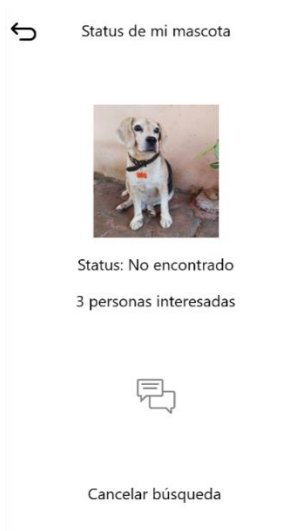 Status de mi mascota
Status: No encontrado
3 personas interesadas
Cancelar búsqueda